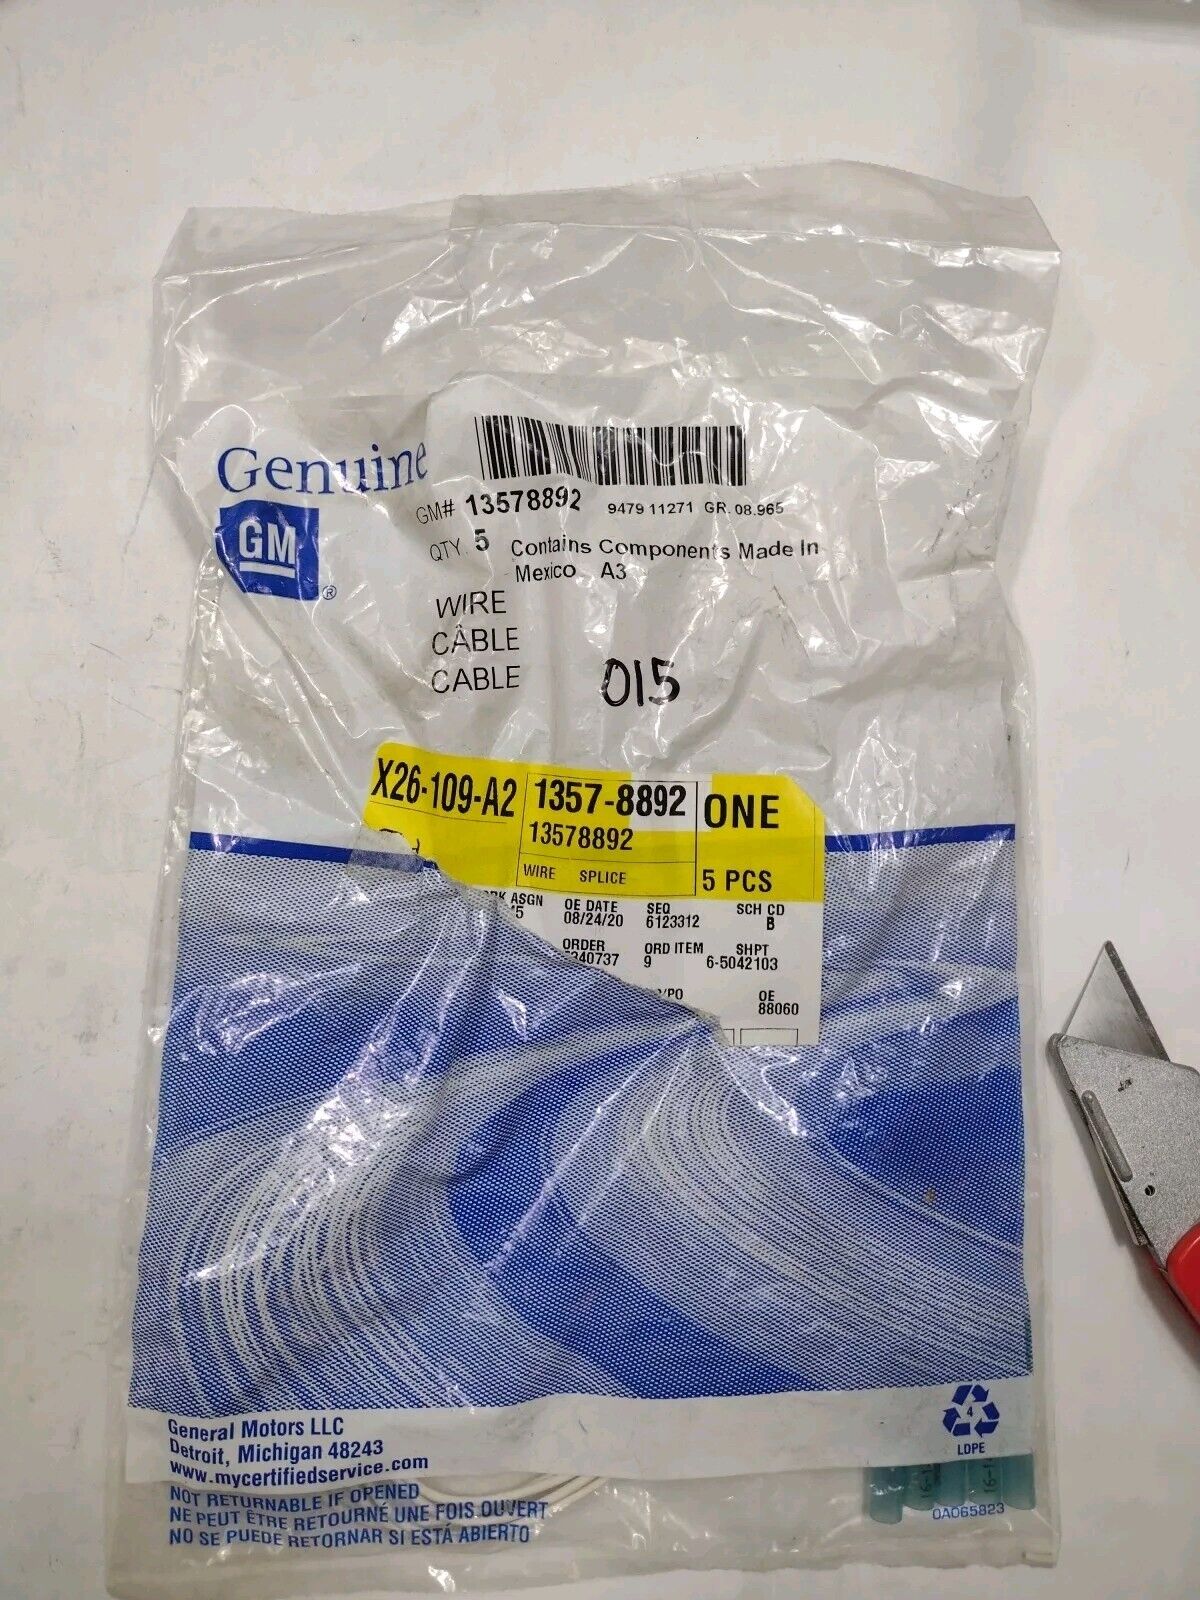 Genuine
GM
®
GM# 13578892 9479 11271 GR. 08.965
QTY. 5 Contains Components Made In
Mexico A3
WIRE
CÂBLE
CABLE
015
X26-109-A2 1357-8892 ONE
13578892
WIRE SPLICE 5 PCS
ASGN OE DATE SEQ SCH CD
08/24/20 6123312 B
ORDER ORD ITEM SHPT
340737 9 6-5042103
/PO OE
88060
4
LDPE
General Motors LLC
Detroit, Michigan 48243
www.mycertifiedservice.com
NOT RETURNABLE IF OPENED
NE PEUT ÊTRE RETOURNÉ UNE FOIS OUVERT
NO SE PUEDE RETORNAR SI ESTÁ ABIERTO
0A065823